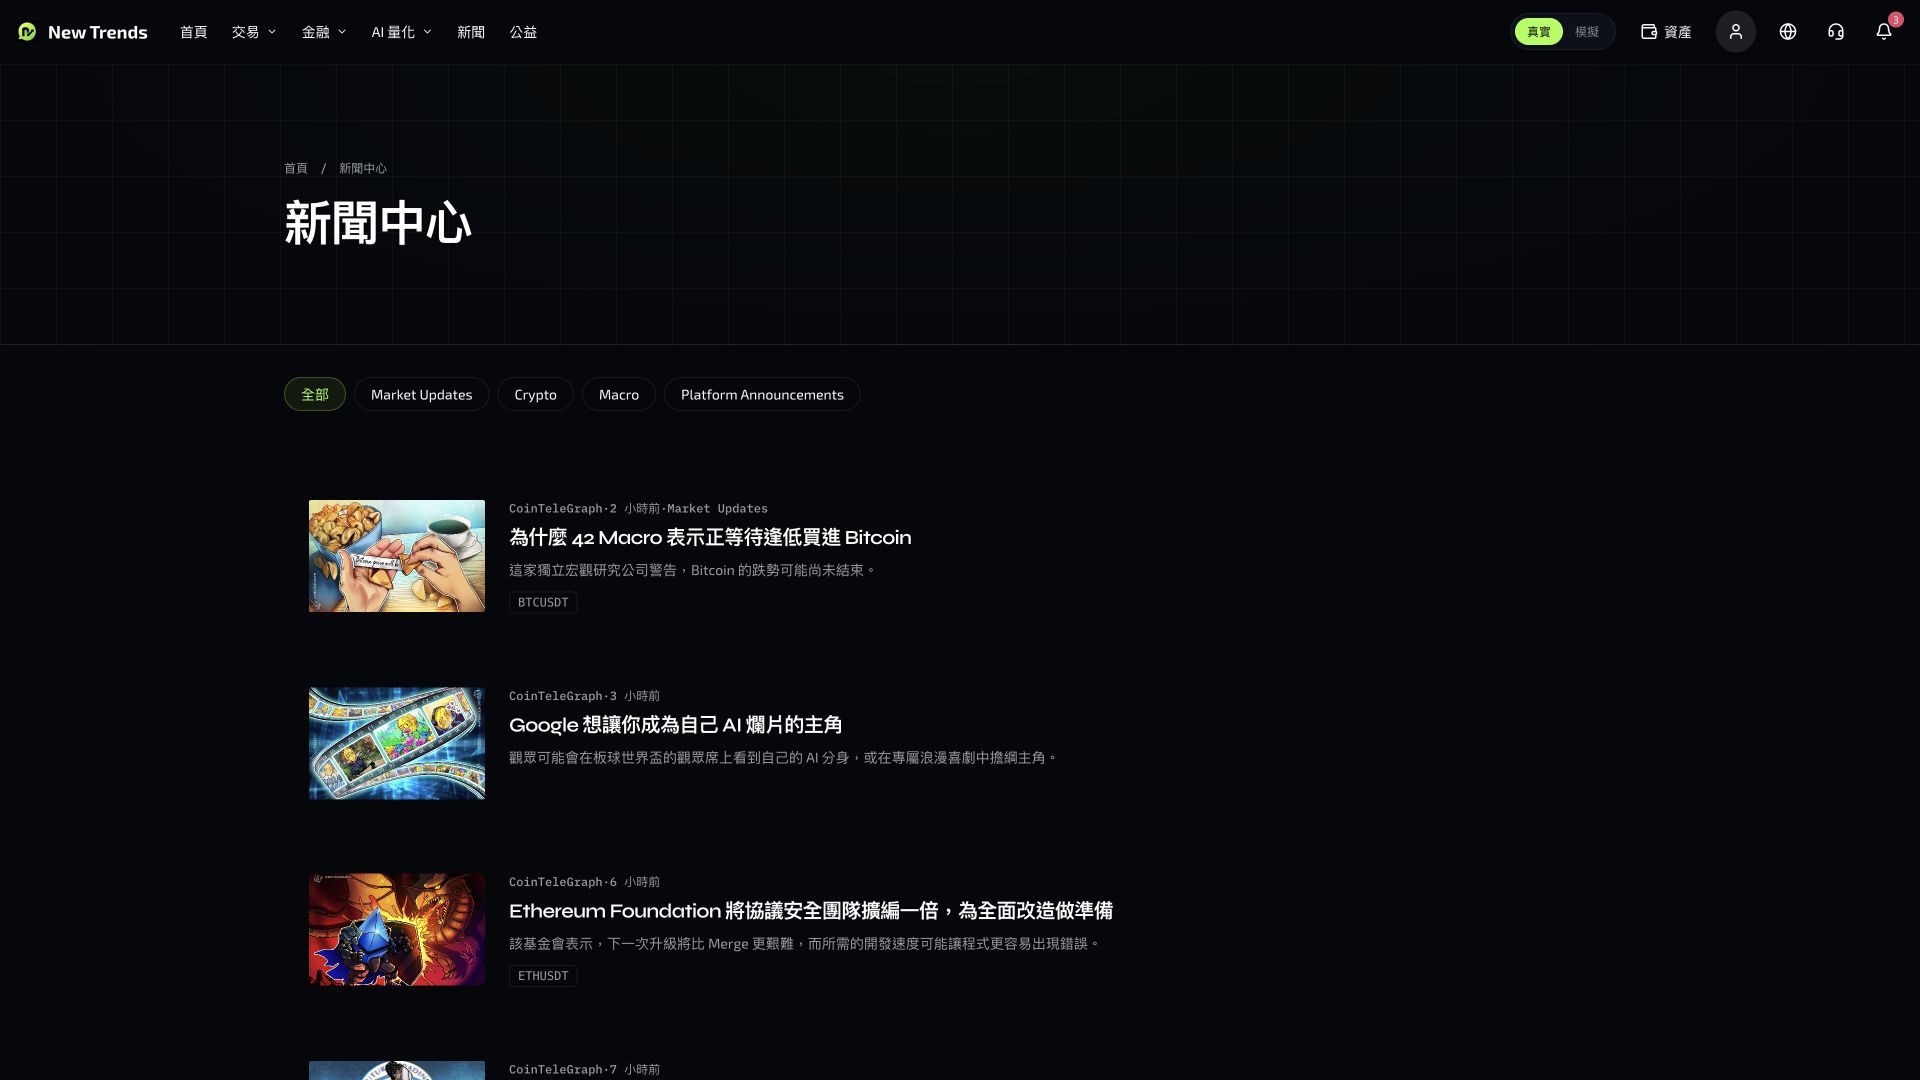 New Trends
首頁
交易
金融
AI 量化
新聞
公益
真實
模擬
資產
3
首頁 / 新聞中心
新聞中心
全部
Market Updates
Crypto
Macro
Platform Announcements
CoinTeleGraph·2 小時前·Market Updates
為什麼 42 Macro 表示正等待逢低買進 Bitcoin
這家獨立宏觀研究公司警告，Bitcoin 的跌勢可能尚未結束。
BTCUSDT
CoinTeleGraph·3 小時前
Google 想讓你成為自己 AI 爛片的主角
觀眾可能會在板球世界盃的觀眾席上看到自己的 AI 分身，或在專屬浪漫喜劇中擔綱主角。
CoinTeleGraph·6 小時前
Ethereum Foundation 將協議安全團隊擴編一倍，為全面改造做準備
該基金會表示，下一次升級將比 Merge 更艱難，而所需的開發速度可能讓程式更容易出現錯誤。
ETHUSDT
CoinTeleGraph·7 小時前